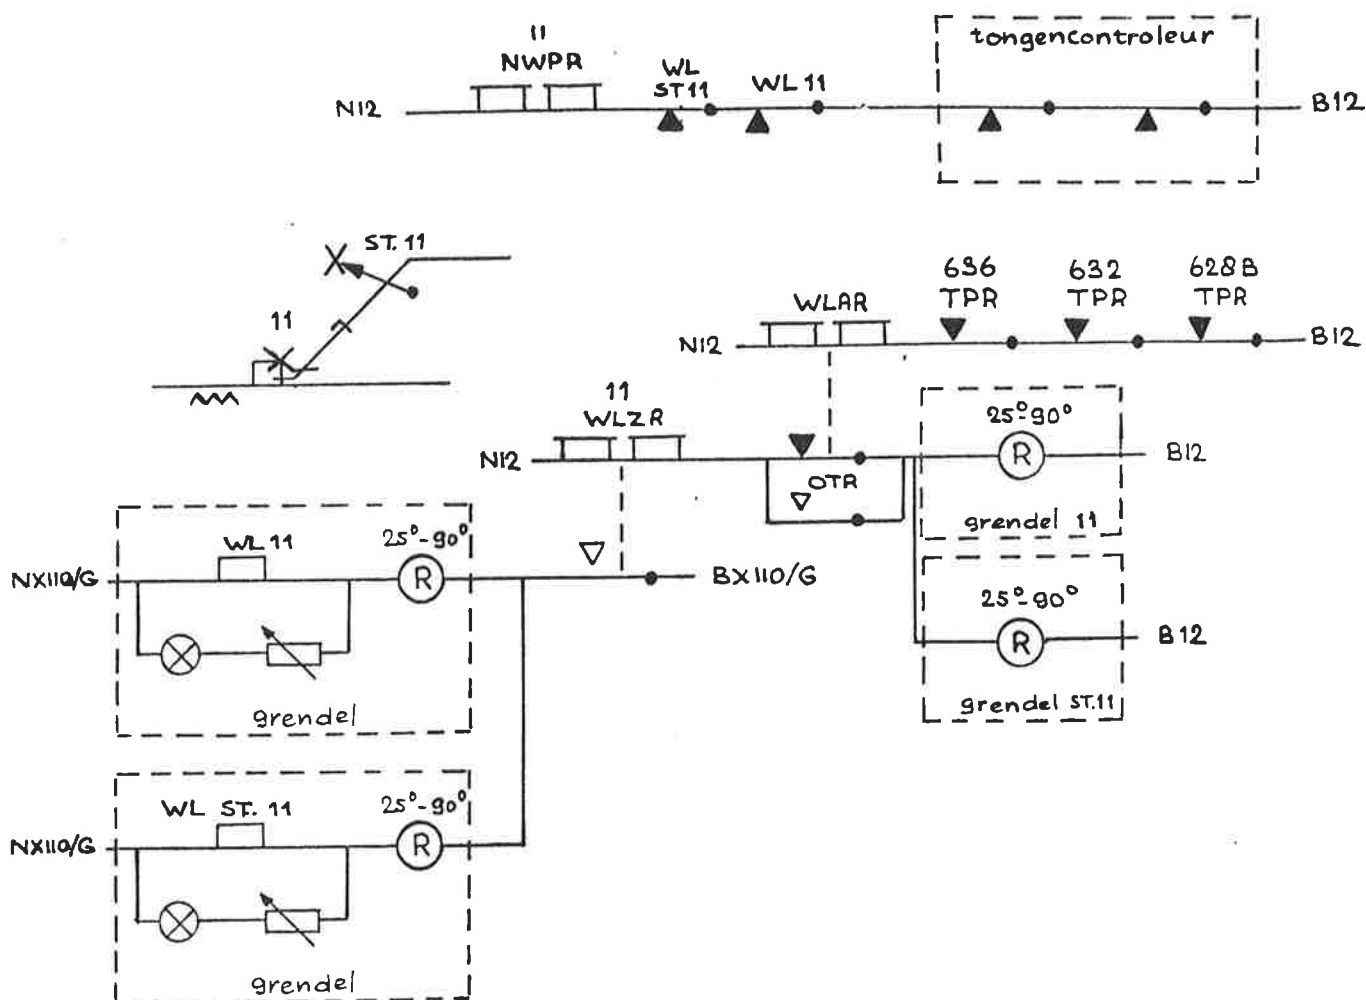 tongencontroleur
11
NWPR
WL
ST11
WL 11
N12
B12
ST. 11
11
636
TPR
632
TPR
628B
TPR
WLAR
N12
B12
11
WLZR
25°-90°
N12
R
B12
OTR
grendel 11
WL 11
25°-90°
NX110/G
R
BX110/G
25°-90°
R
B12
grendel ST.11
grendel
WL ST. 11
25°-90°
NX110/G
R
grendel